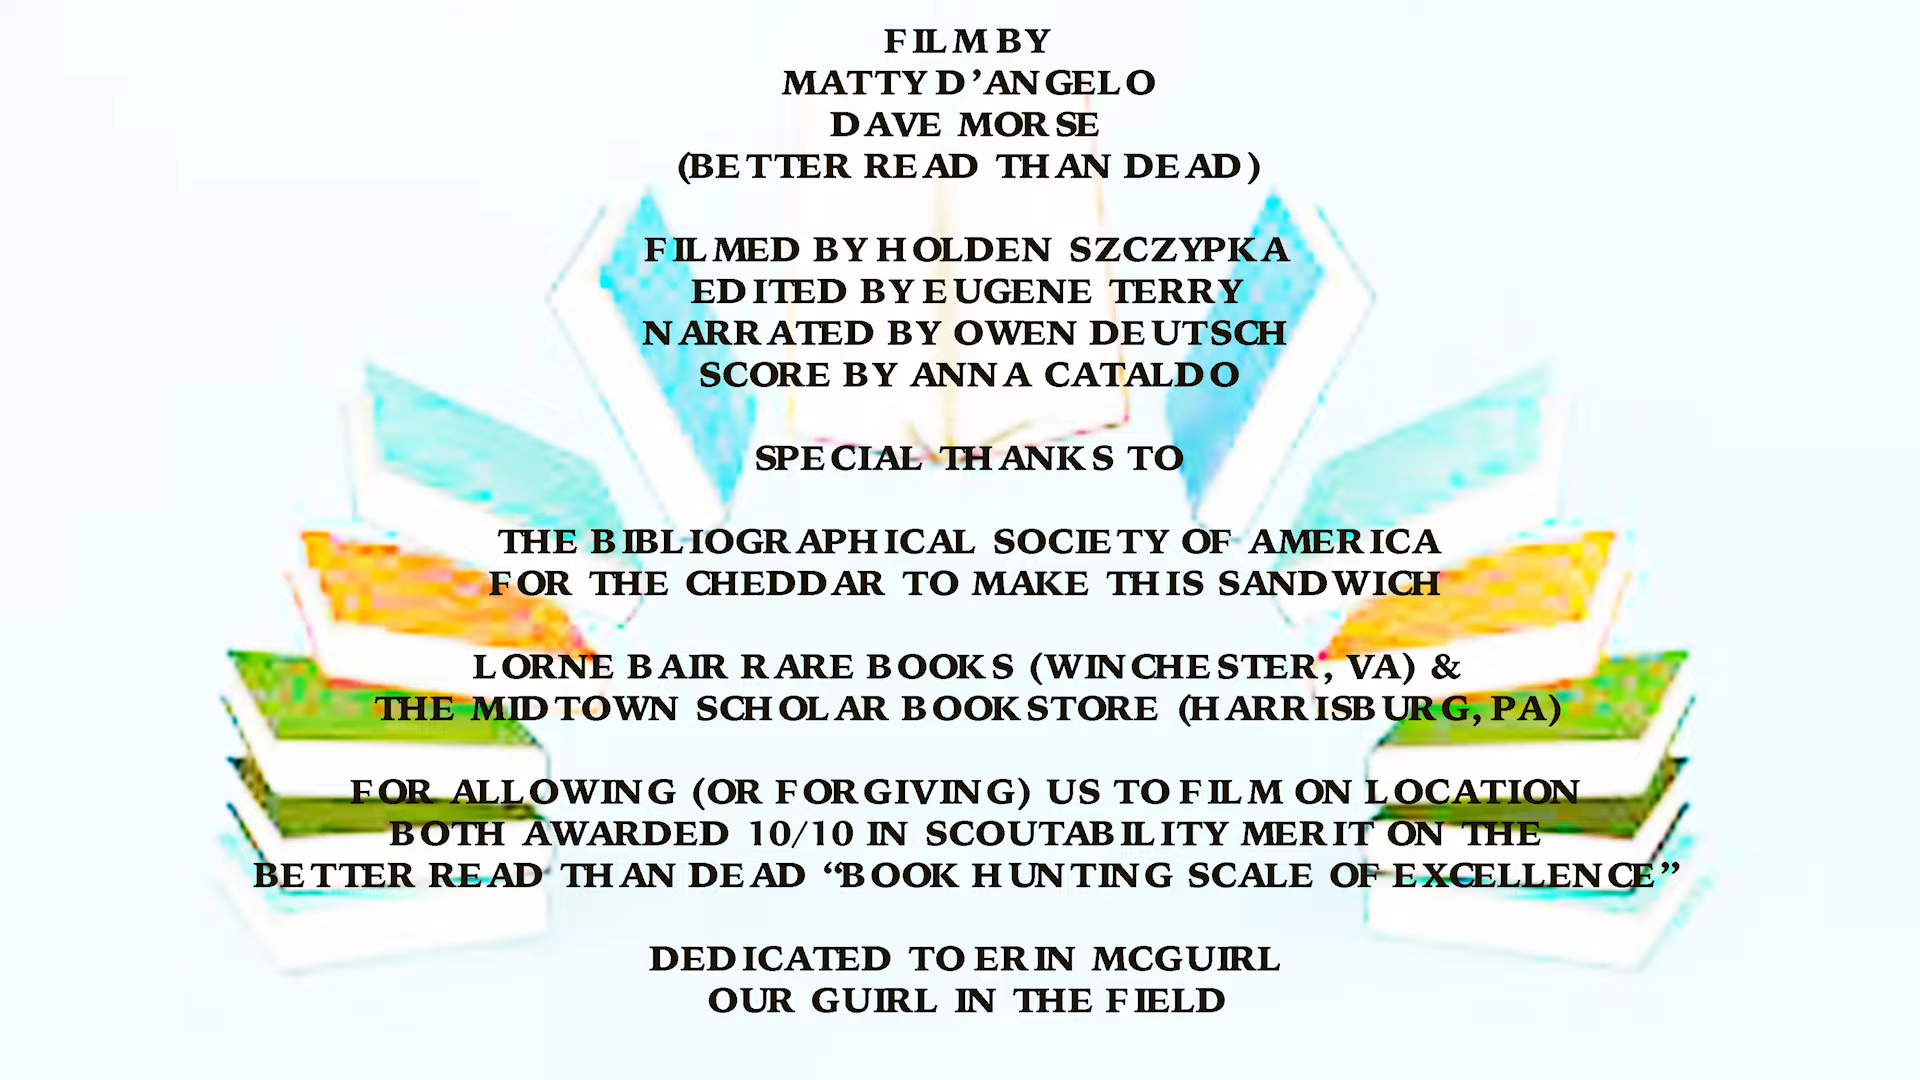 FILM BY
MATTY D’ANGELO
DAVE MORSE
(BETTER READ THAN DEAD)
FILMED BY HOLDEN SZCZYPKA
EDITED BY EUGENE TERRY
NARRATED BY OWEN DEUTSCH
SCORE BY ANNA CATALDO
SPECIAL THANKS TO
THE BIBLIOGRAPHICAL SOCIETY OF AMERICA
FOR THE CHEDDAR TO MAKE THIS SANDWICH
LORNE BAIR RARE BOOKS (WINCHESTER, VA) &
THE MIDTOWN SCHOLAR BOOKSTORE (HARRISBURG, PA)
FOR ALLOWING (OR FORGIVING) US TO FILM ON LOCATION
BOTH AWARDED 10/10 IN SCOUTABILITY MERIT ON THE
BETTER READ THAN DEAD “BOOK HUNTING SCALE OF EXCELLENCE”
DEDICATED TO ERIN MCGUIRL
OUR GUIRL IN THE FIELD